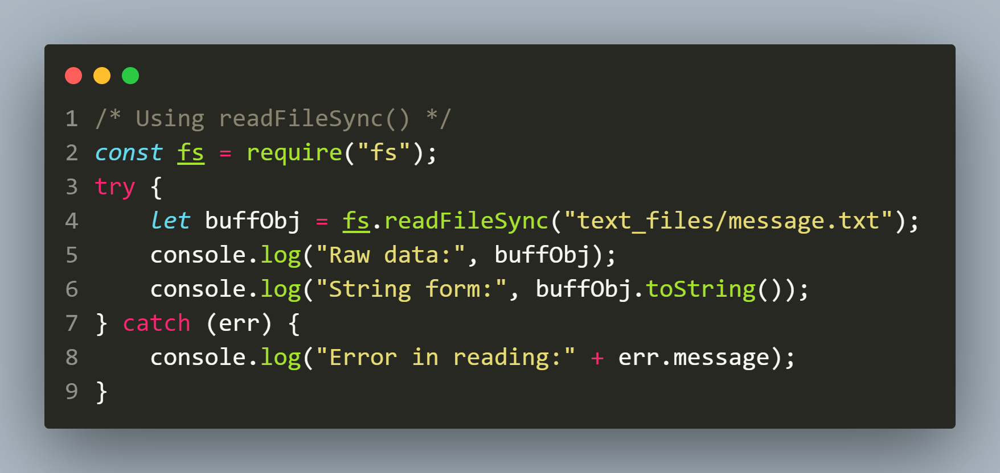 1 /* Using readFileSync() */
2 const fs = require("fs");
3 try {
4     let buffObj = fs.readFileSync("text_files/message.txt");
5     console.log("Raw data:", buffObj);
6     console.log("String form:", buffObj.toString());
7 } catch (err) {
8     console.log("Error in reading:" + err.message);
9 }